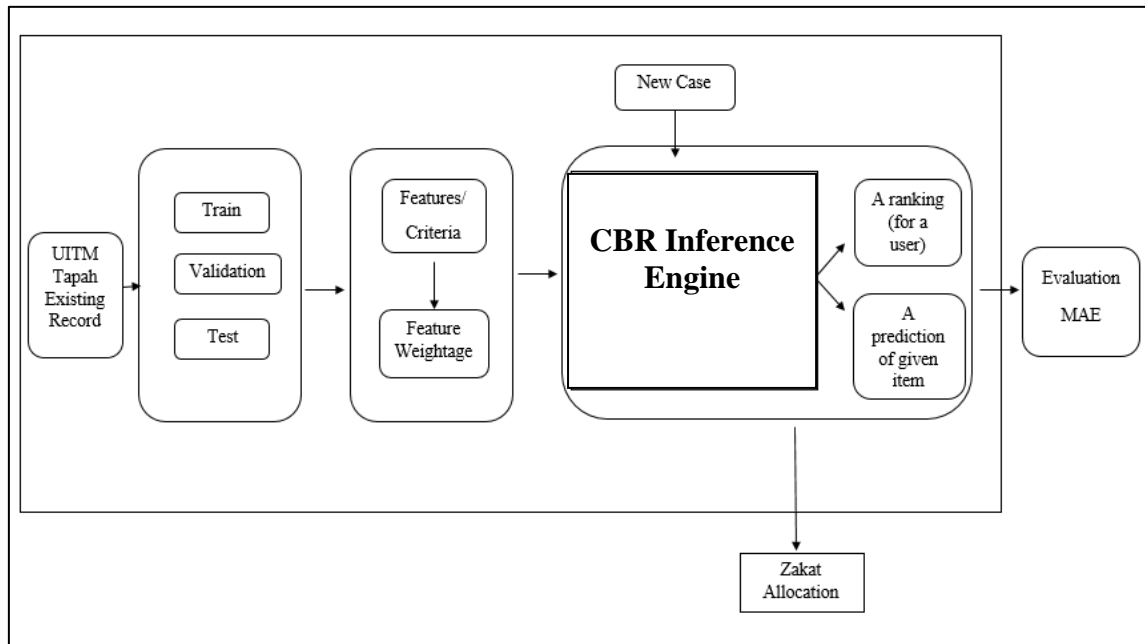 New Case
UITM
Tapah
Existing
Record
Train
Validation
Test
Features/
Criteria
Feature
Weightage
CBR Inference
Engine
A ranking
(for a
user)
A
prediction
of given
item
Evaluation
MAE
Zakat
Allocation